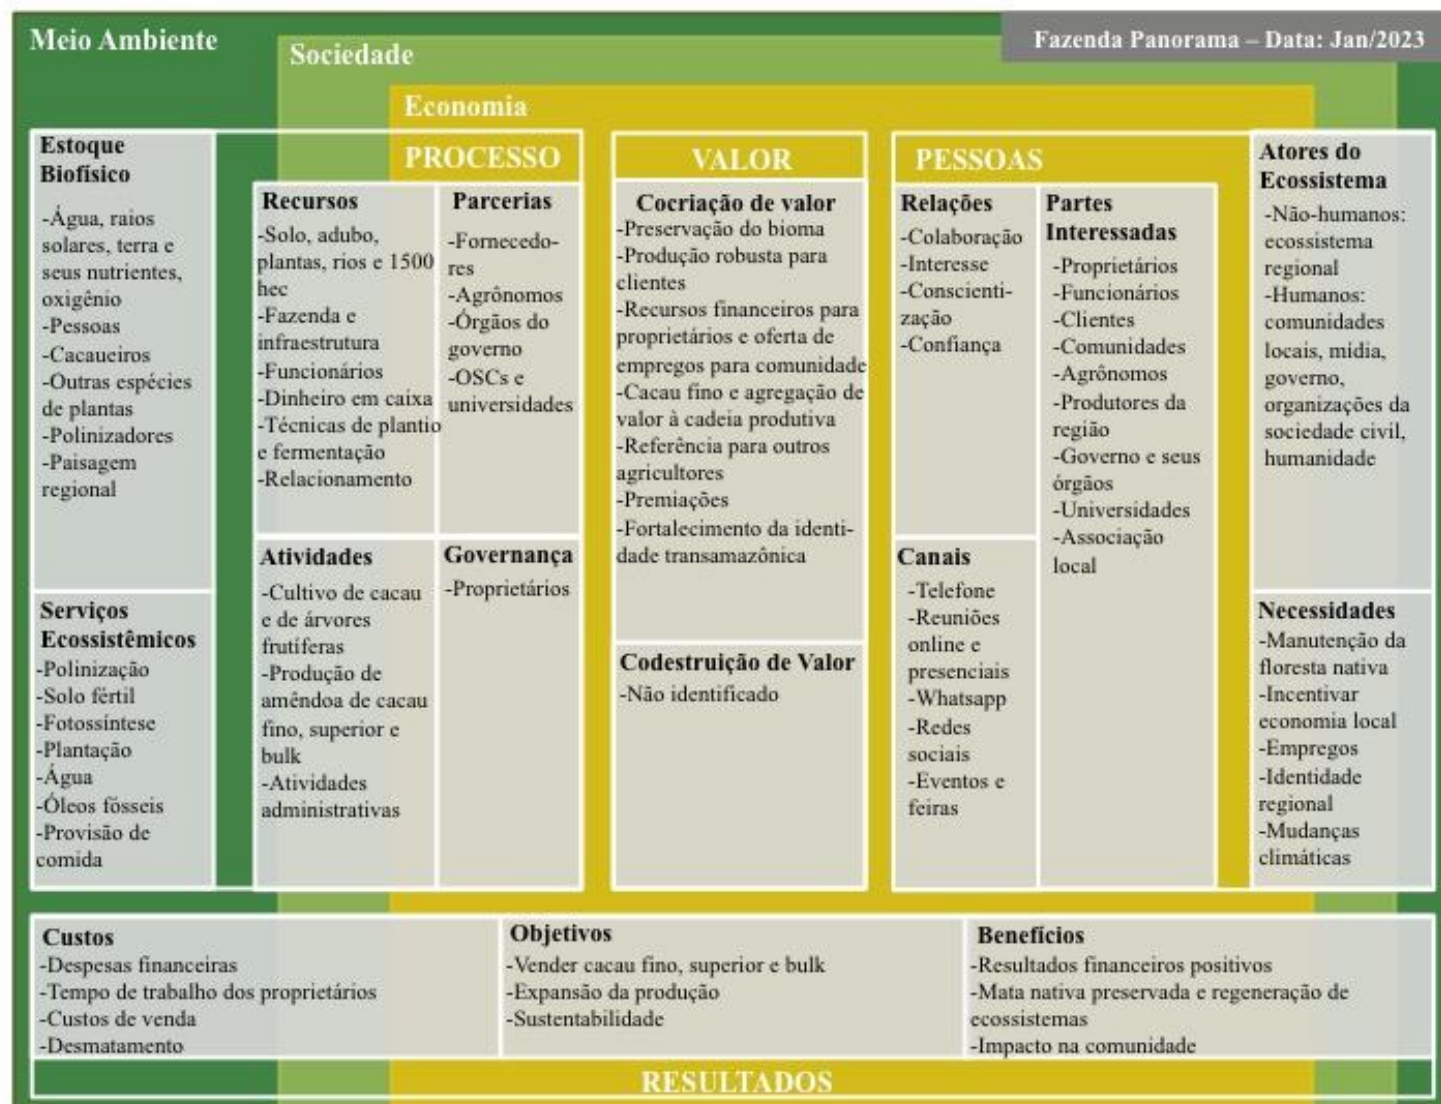 Meio Ambiente
Sociedade
Fazenda Panorama – Data: Jan/2023
Economia
Estoque
Biofísico
-Água, raios
solares, terra e
seus nutrientes,
oxigênio
-Pessoas
-Cacaueiros
-Outras espécies
de plantas
-Polinizadores
-Paisagem
regional
Serviços
Ecossistêmicos
-Polinização
-Solo fértil
-Fotossíntese
-Plantação
-Água
-Óleos fósseis
-Provisão de
comida
PROCESSO
Recursos
-Solo, adubo,
plantas, rios e 1500
hec
-Fazenda e
infraestrutura
-Funcionários
-Dinheiro em caixa
-Técnicas de plantio
e fermentação
-Relacionamento
Parcerias
-Fornecedo-
res
-Agrônomos
-Órgãos do
governo
-OSCs e
universidades
Atividades
-Cultivo de cacau
e de árvores
frutíferas
-Produção de
amêndoa de cacau
fino, superior e
bulk
-Atividades
administrativas
Governança
-Proprietários
VALOR
Cocriação de valor
-Preservação do bioma
-Produção robusta para
clientes
-Recursos financeiros para
proprietários e oferta de
empregos para comunidade
-Cacau fino e agregação de
valor à cadeia produtiva
-Referência para outros
agricultores
-Premiações
-Fortalecimento da identi-
dade transamazônica
Codestruição de Valor
-Não identificado
PESSOAS
Relações
-Colaboração
-Interesse
-Conscienti-
zação
-Confiança
Partes
Interessadas
-Proprietários
-Funcionários
-Clientes
-Comunidades
-Agrônomos
-Produtores da
região
-Governo e seus
órgãos
-Universidades
-Associação
local
Canais
-Telefone
-Reuniões
online e
presenciais
-Whatsapp
-Redes
sociais
-Eventos e
feiras
Atores do
Ecossistema
-Não-humanos:
ecossistema
regional
-Humanos:
comunidades
locais, mídia,
governo,
organizações da
sociedade civil,
humanidade
Necessidades
-Manutenção da
floresta nativa
-Incentivar
economia local
-Empregos
-Identidade
regional
-Mudanças
climáticas
Custos
-Despesas financeiras
-Tempo de trabalho dos proprietários
-Custos de venda
-Desmatamento
Objetivos
-Vender cacau fino, superior e bulk
-Expansão da produção
-Sustentabilidade
Benefícios
-Resultados financeiros positivos
-Mata nativa preservada e regeneração de
ecossistemas
-Impacto na comunidade
RESULTADOS